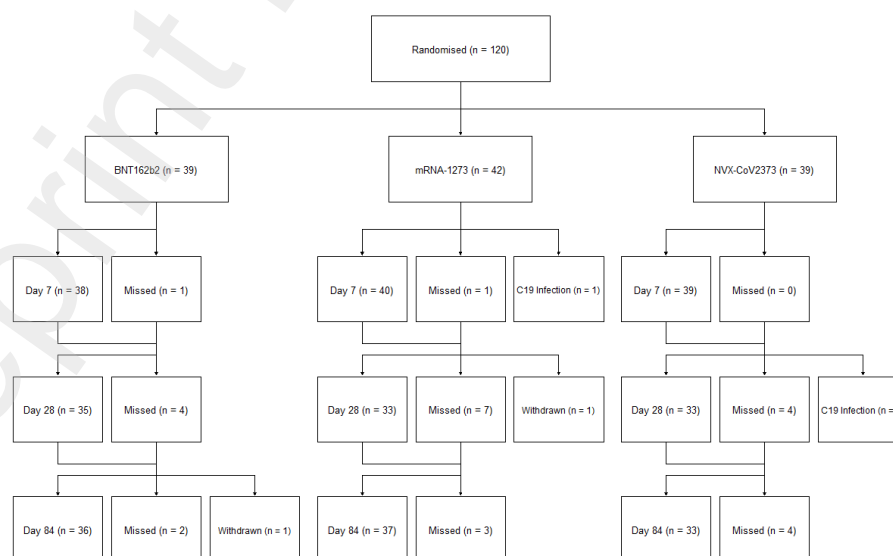 Randomised (n = 120)
BNT162b2 (n = 39)
mRNA-1273 (n = 42)
NVX-CoV2373 (n = 39)
Day 7 (n = 38)
Missed (n = 1)
Day 7 (n = 40)
Missed (n = 1)
C19 Infection (n = 1)
Day 7 (n = 39)
Missed (n = 0)
Day 28 (n = 35)
Missed (n = 4)
Day 28 (n = 33)
Missed (n = 7)
Withdrawn (n = 1)
Day 28 (n = 33)
Missed (n = 4)
C19 Infection (n =
Day 84 (n = 36)
Missed (n = 2)
Withdrawn (n = 1)
Day 84 (n = 37)
Missed (n = 3)
Day 84 (n = 33)
Missed (n = 4)
eprint